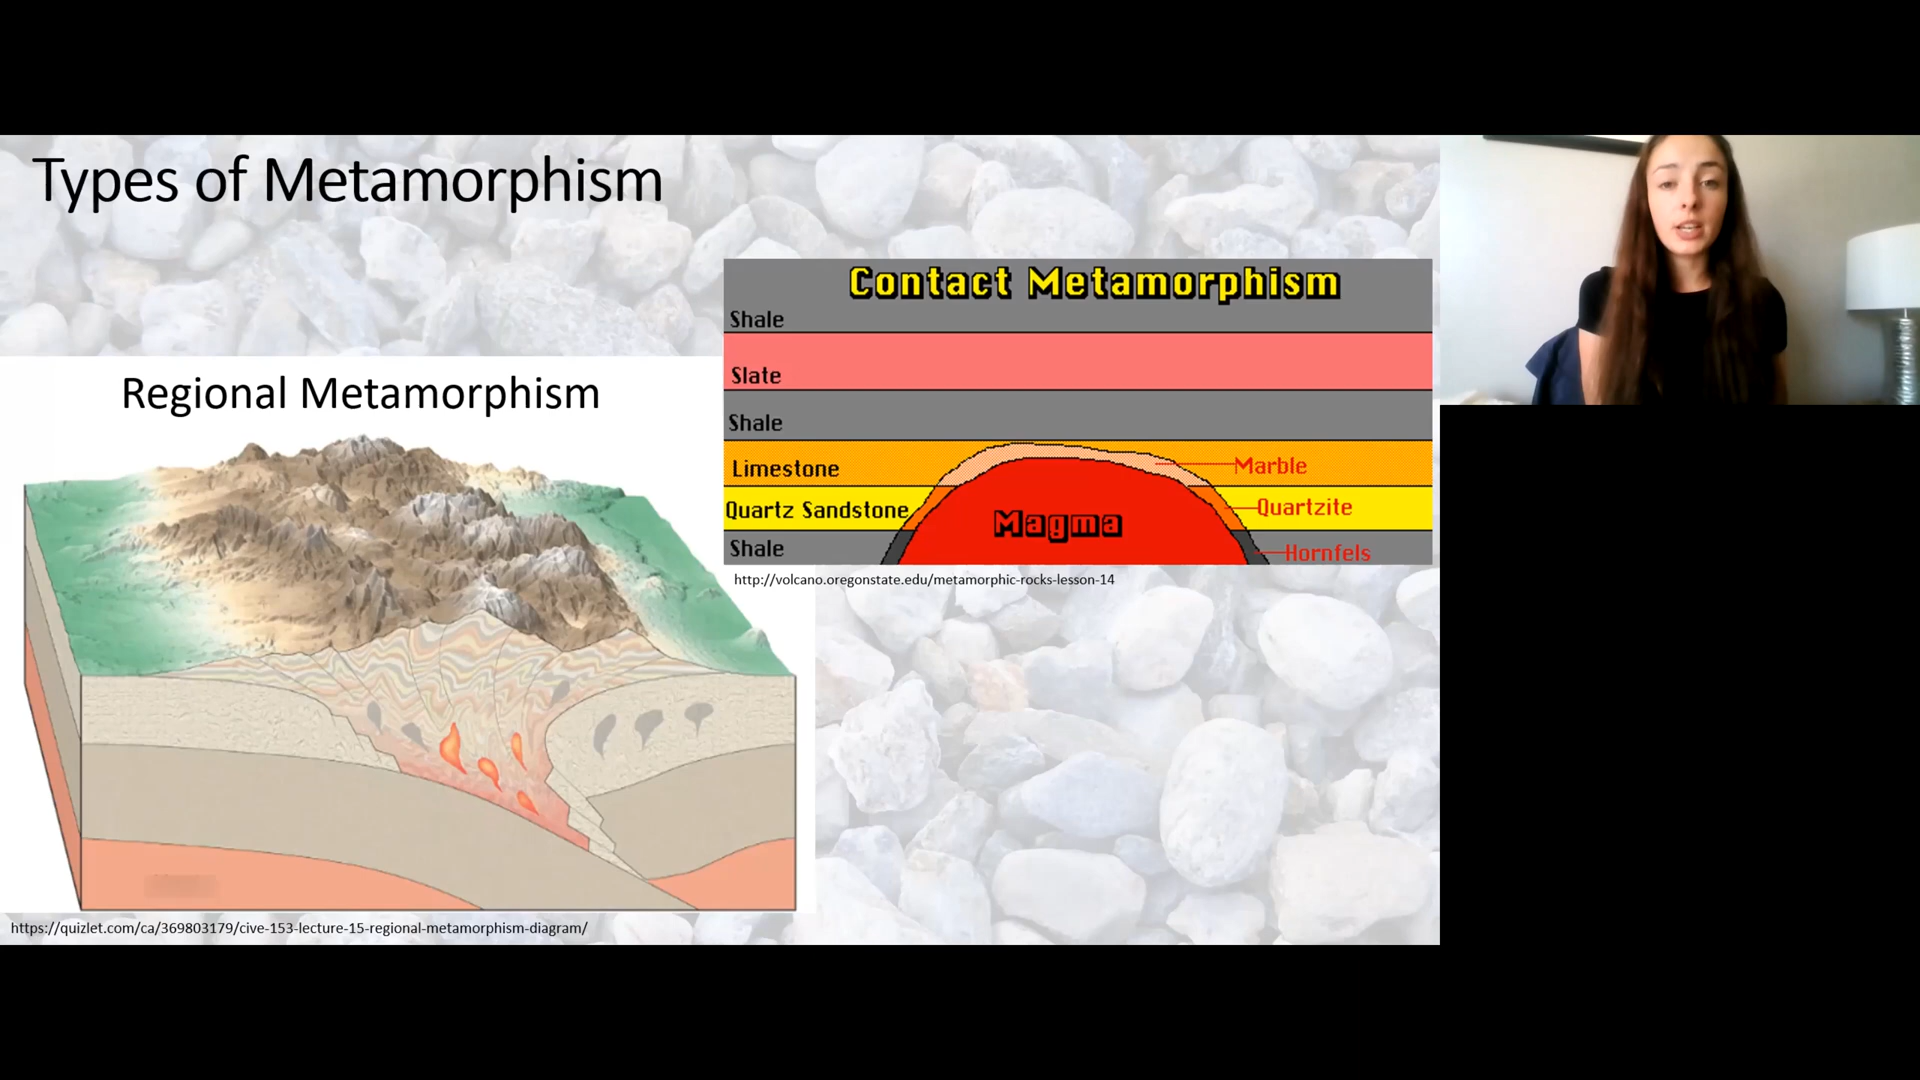 Types of Metamorphism
Regional Metamorphism
https://quizlet.com/ca/369803179/cive-153-lecture-15-regional-metamorphism-diagram/
Contact Metamorphism
Shale
Slate
Shale
Limestone
Marble
Quartz Sandstone
Quartzite
Magma
Shale
Hornfels
http://volcano.oregonstate.edu/metamorphic-rocks-lesson-14